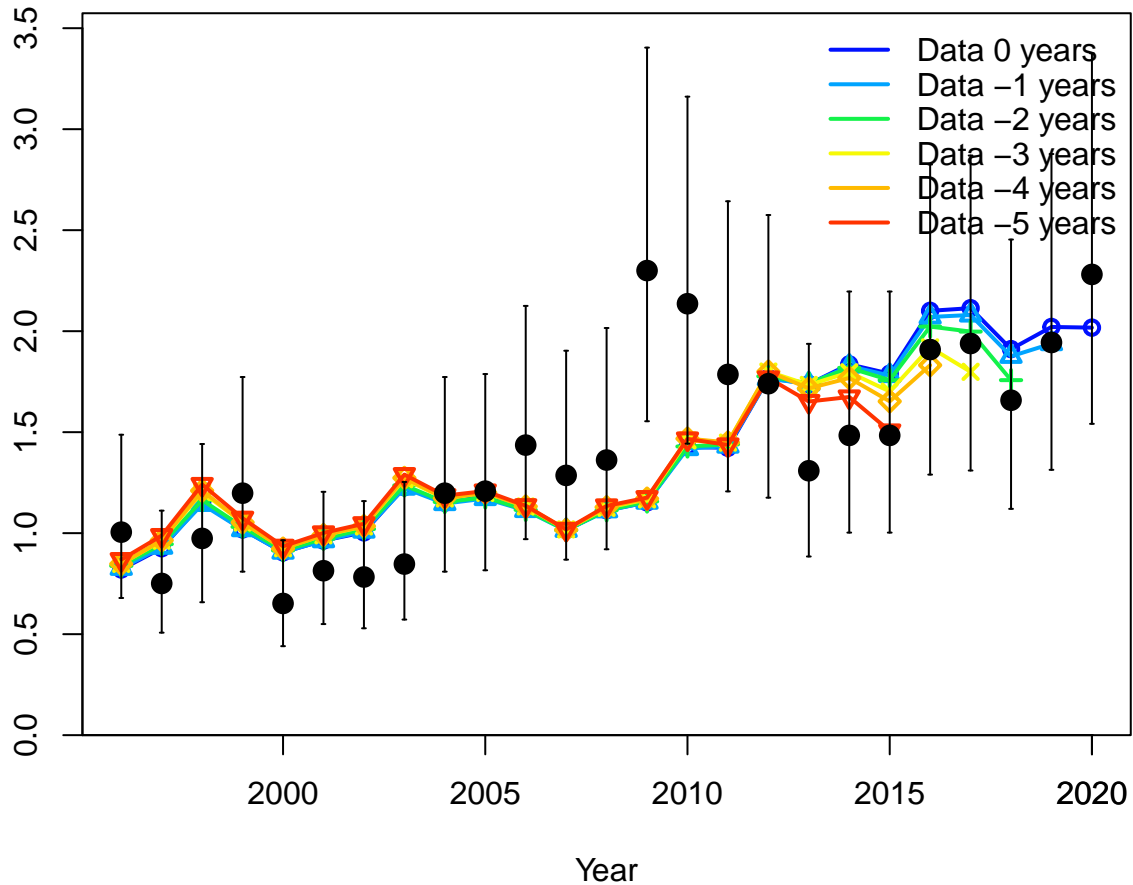 3.5
3.0
2.5
2.0
1.5
1.0
0.5
0.0
Data 0 years
Data −1 years
Data −2 years
Data −3 years
Data −4 years
Data −5 years
2000 2005 2010 2015 2020
Year